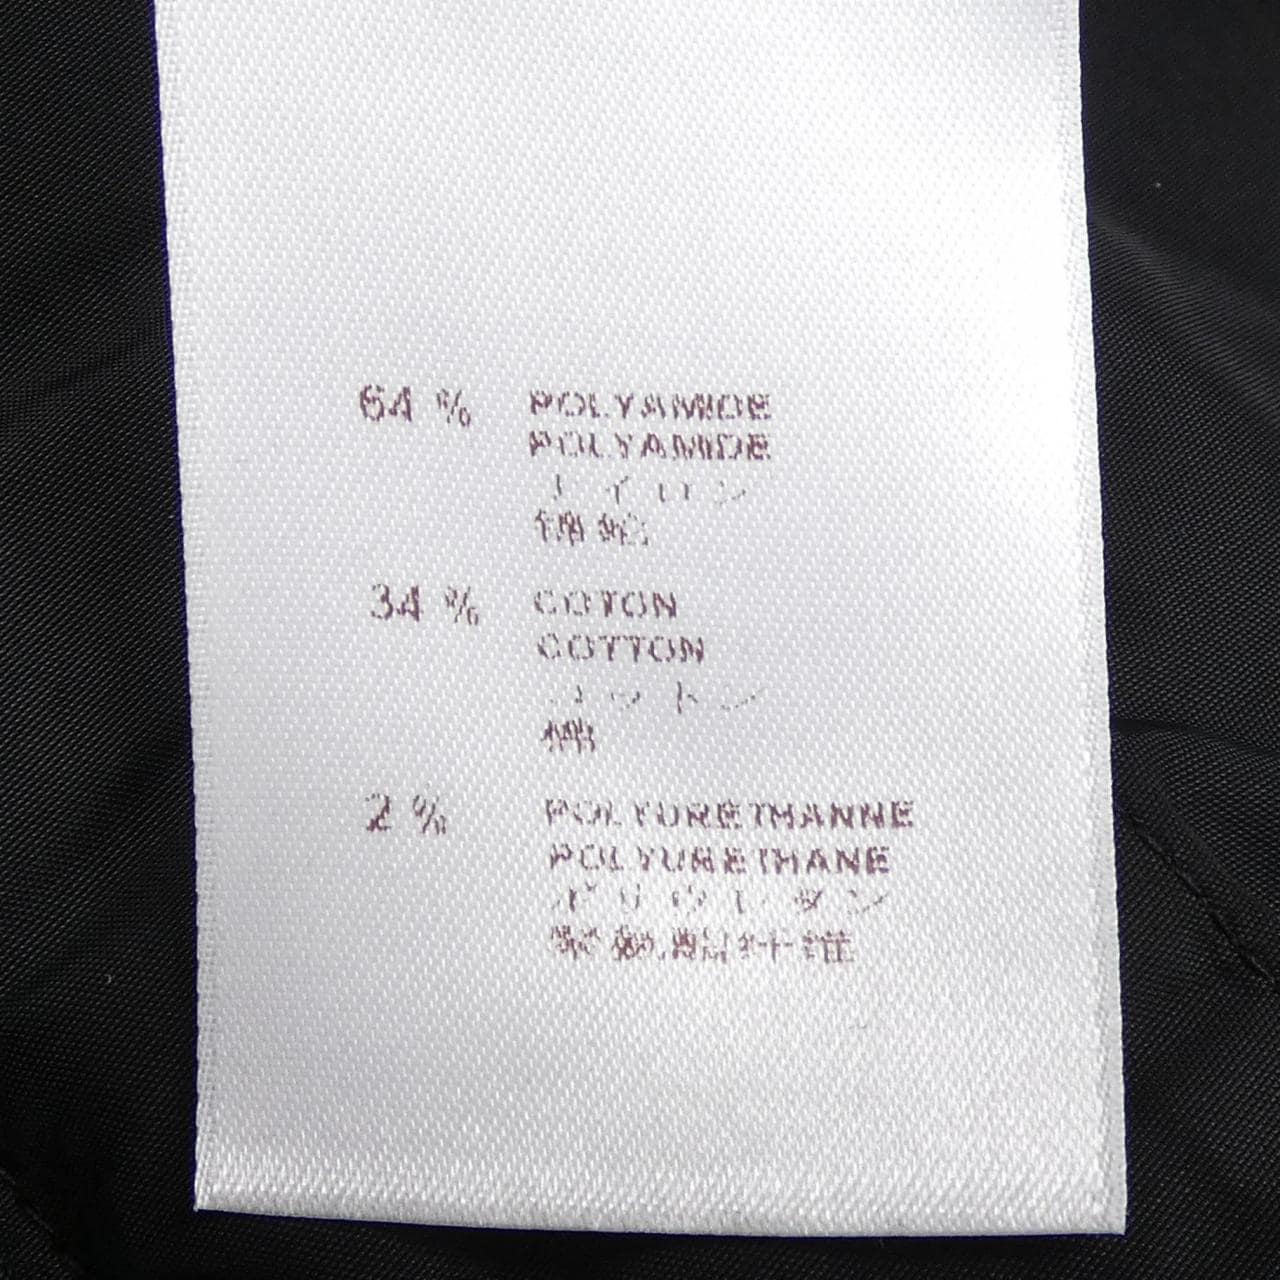 64 % POLYAMIDE
POLYAMIDE
ナイロン
锦纶
34 % COTON
COTTON
コットン
棉
2 % POLYURETHANNE
POLYURETHANE
ポリウレタン
聚氨酯纤维